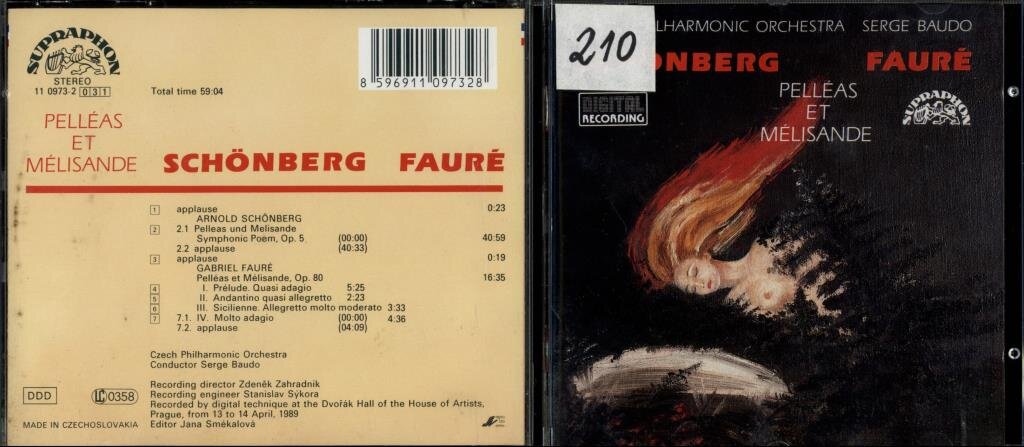 SUPRAPHON
STEREO
11 0973-2 031
Total time 59:04
8 596911 097328
PELLÉAS
ET
MÉLISANDE
SCHÖNBERG FAURÉ
1 applause 0:23
ARNOLD SCHÖNBERG
2 2.1 Pelleas und Melisande
Symphonic Poem, Op. 5 (00:00) 40:59
2.2 applause (40:33)
3 applause 0:19
GABRIEL FAURÉ
Pelléas et Mélisande, Op. 80 16:35
4 I. Prélude. Quasi adagio 5:25
5 II. Andantino quasi allegretto 2:23
6 III. Sicilienne. Allegretto molto moderato 3:33
7 7.1. IV. Molto adagio (00:00) 4:36
7.2. applause (04:09)
Czech Philharmonic Orchestra
Conductor Serge Baudo
Recording director Zdeněk Zahradník
Recording engineer Stanislav Sýkora
Recorded by digital technique at the Dvořák Hall of the House of Artists,
Prague, from 13 to 14 April, 1989
Editor Jana Smékalová
DDD
LC 0358
MADE IN CZECHOSLOVAKIA
210
LHARMONIC ORCHESTRA SERGE BAUDO
ONBERG FAURÉ
PELLÉAS
ET
MÉLISANDE
DIGITAL
RECORDING
SUPRAPHON